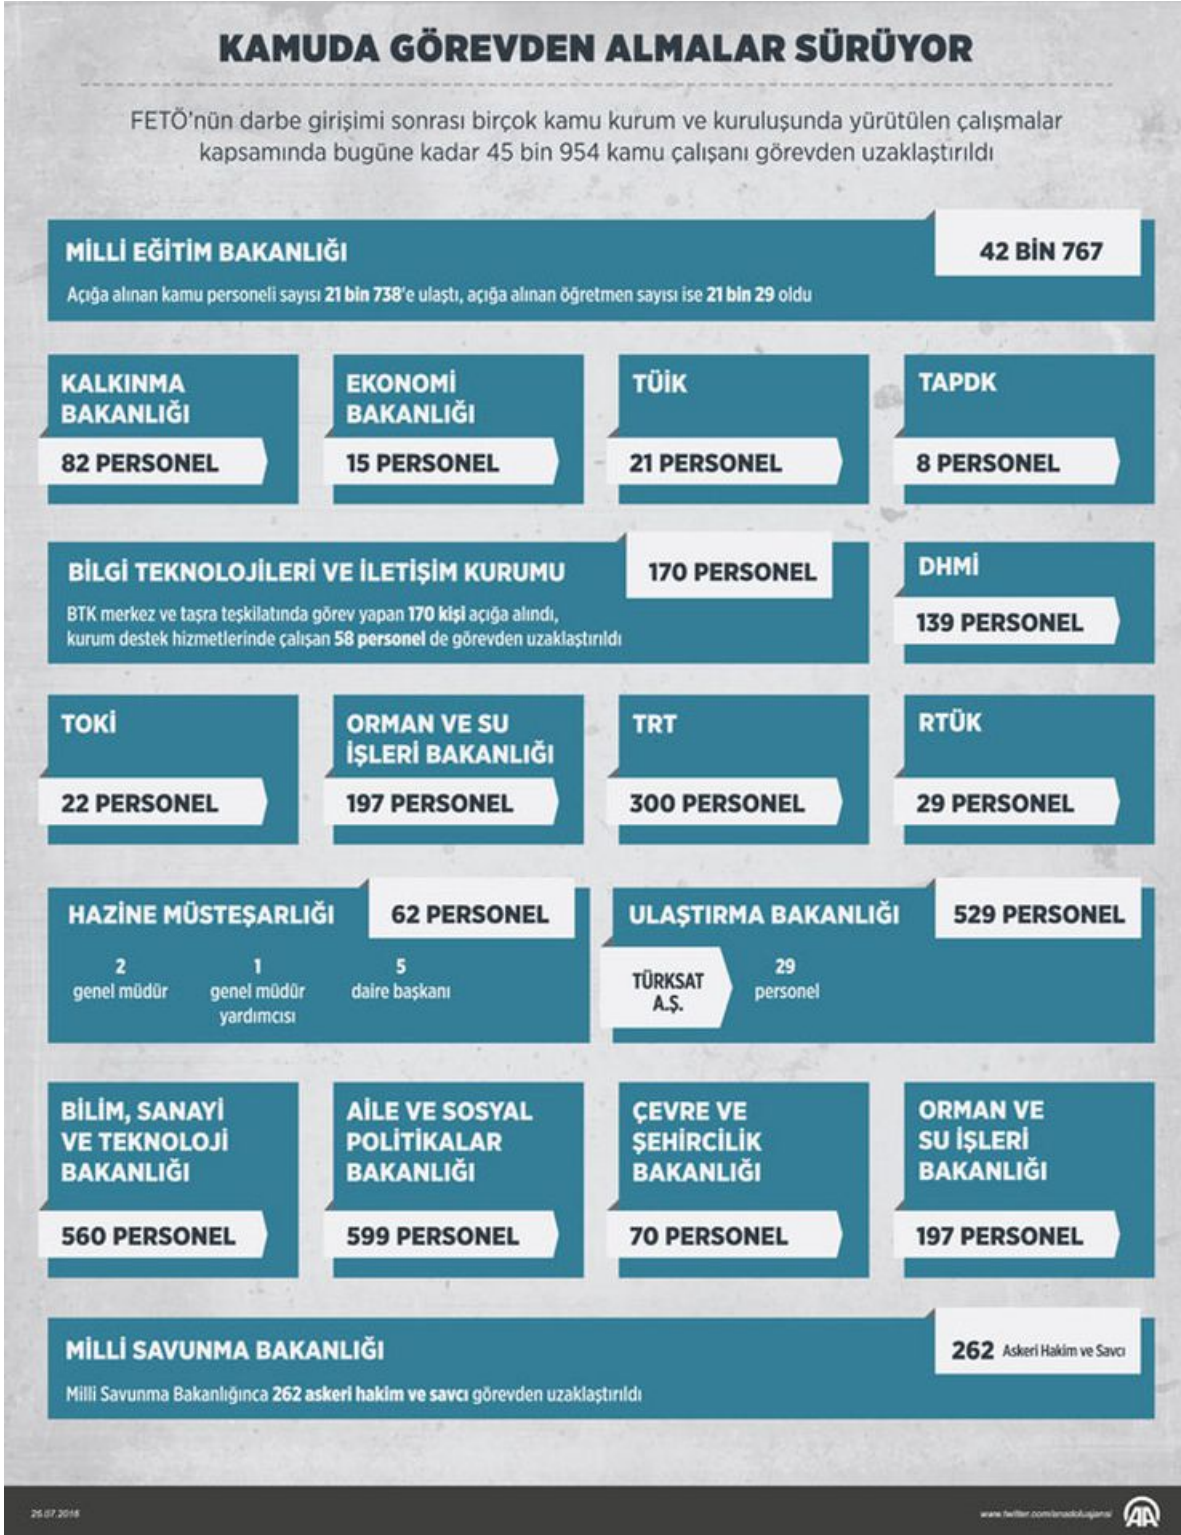 KAMUDA GÖREVDEN ALMALAR SÜRÜYOR
FETÖ'nün darbe girişimi sonrası birçok kamu kurum ve kuruluşunda yürütülen çalışmalar
kapsamında bugüne kadar 45 bin 954 kamu çalışanı görevden uzaklaştırıldı
MİLLİ EĞİTİM BAKANLIĞI
42 BİN 767
Açığa alınan kamu personeli sayısı 21 bin 738'e ulaştı, açığa alınan öğretmen sayısı ise 21 bin 29 oldu
KALKINMA
BAKANLIĞI
82 PERSONEL
EKONOMİ
BAKANLIĞI
15 PERSONEL
TÜİK
21 PERSONEL
TAPDK
8 PERSONEL
BİLGİ TEKNOLOJİLERİ VE İLETİŞİM KURUMU
170 PERSONEL
BTK merkez ve taşra teşkilatında görev yapan 170 kişi açığa alındı,
kurum destek hizmetlerinde çalışan 58 personel de görevden uzaklaştırıldı
DHMİ
139 PERSONEL
TOKİ
22 PERSONEL
ORMAN VE SU
İŞLERİ BAKANLIĞI
197 PERSONEL
TRT
300 PERSONEL
RTÜK
29 PERSONEL
HAZİNE MÜSTEŞARLIĞI
62 PERSONEL
2
genel müdür
1
genel müdür
yardımcısı
5
daire başkanı
ULAŞTIRMA BAKANLIĞI
529 PERSONEL
TÜRKSAT
A.Ş.
29
personel
BİLİM, SANAYİ
VE TEKNOLOJİ
BAKANLIĞI
560 PERSONEL
AİLE VE SOSYAL
POLİTİKALAR
BAKANLIĞI
599 PERSONEL
ÇEVRE VE
ŞEHİRCİLİK
BAKANLIĞI
70 PERSONEL
ORMAN VE
SU İŞLERİ
BAKANLIĞI
197 PERSONEL
MİLLİ SAVUNMA BAKANLIĞI
262 Askeri Hakim ve Savcı
Milli Savunma Bakanlığınca 262 askeri hakim ve savcı görevden uzaklaştırıldı
www.twitter.com/anadoluajansi
AA